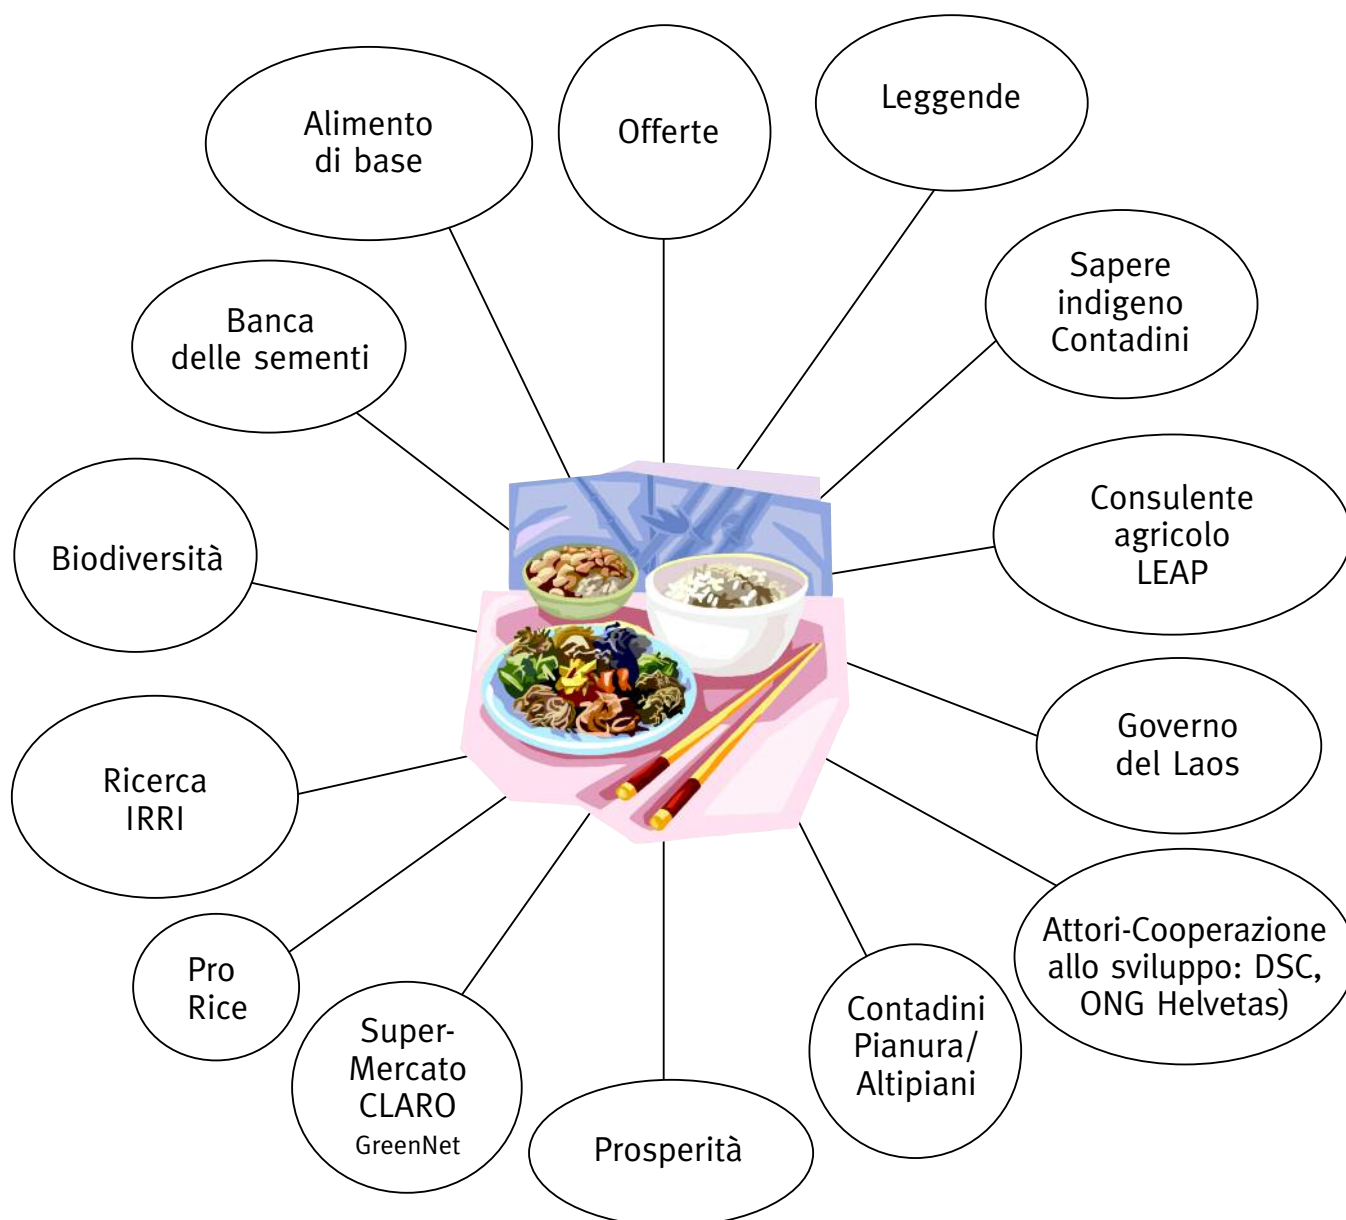 Alimento
di base
Offerte
Leggende
Sapere
indigeno
Contadini
Banca
delle sementi
Consulente
agricolo
LEAP
Biodiversità
Governo
del Laos
Ricerca
IRRI
Attori-Cooperazione
allo sviluppo: DSC,
ONG Helvetas)
Pro
Rice
Contadini
Pianura/
Altipiani
Super-
Mercato
CLARO
GreenNet
Prosperità